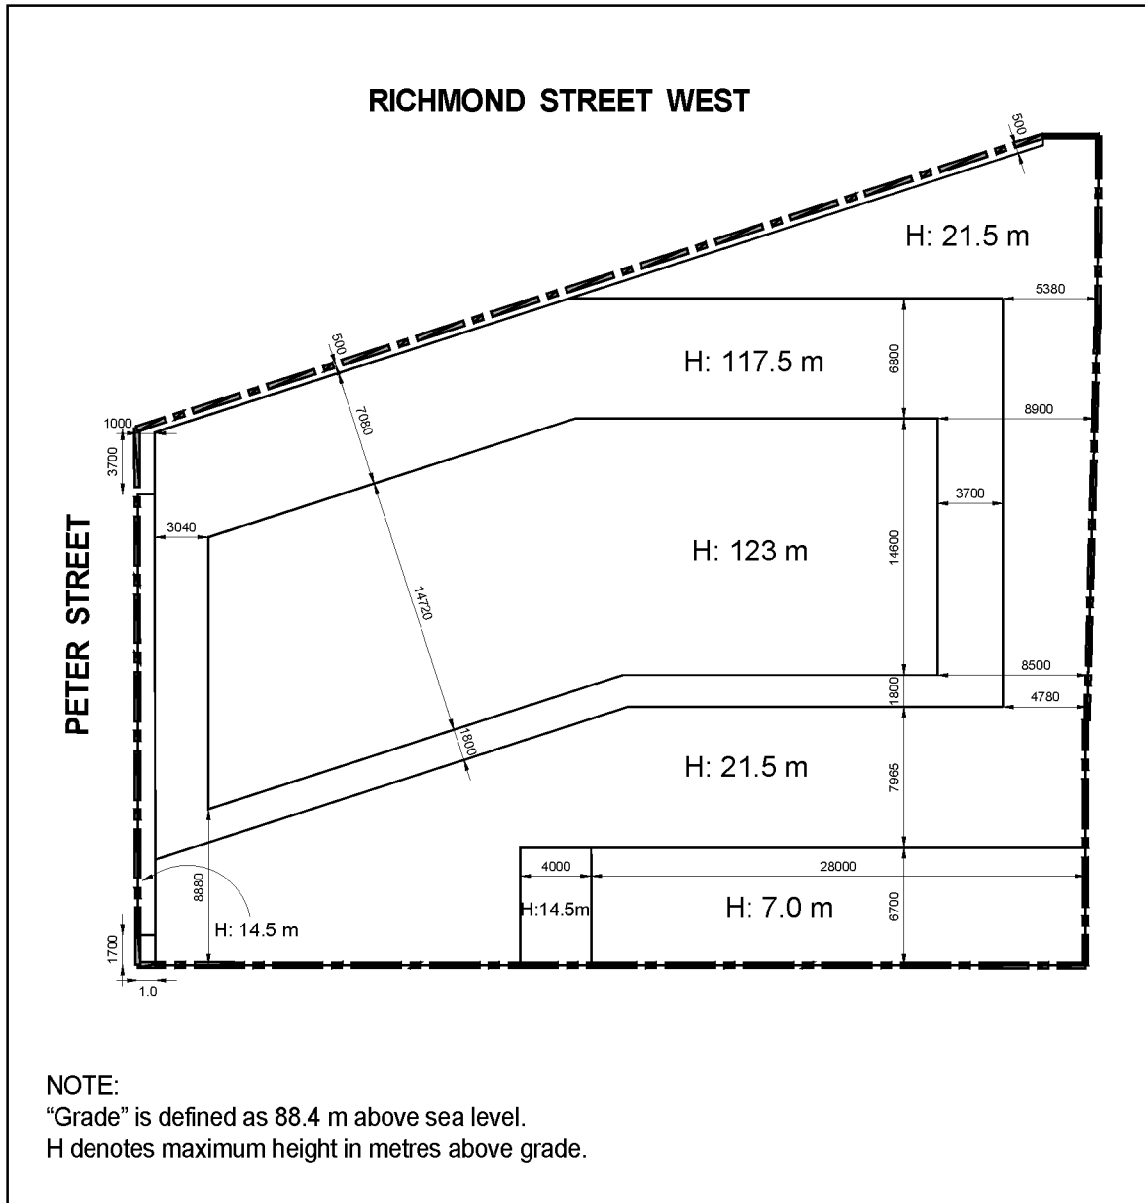 RICHMOND STREET WEST
500
H: 21.5 m
5380
500
H: 117.5 m
6800
1000
7080
8900
3700
3040
3700
PETER STREET
H: 123 m
14600
14720
8500
1800
4780
1800
H: 21.5 m
7965
8880
4000
28000
H:14.5m
H: 7.0 m
6700
H: 14.5 m
1700
1.0
NOTE:
“Grade” is defined as 88.4 m above sea level.
H denotes maximum height in metres above grade.